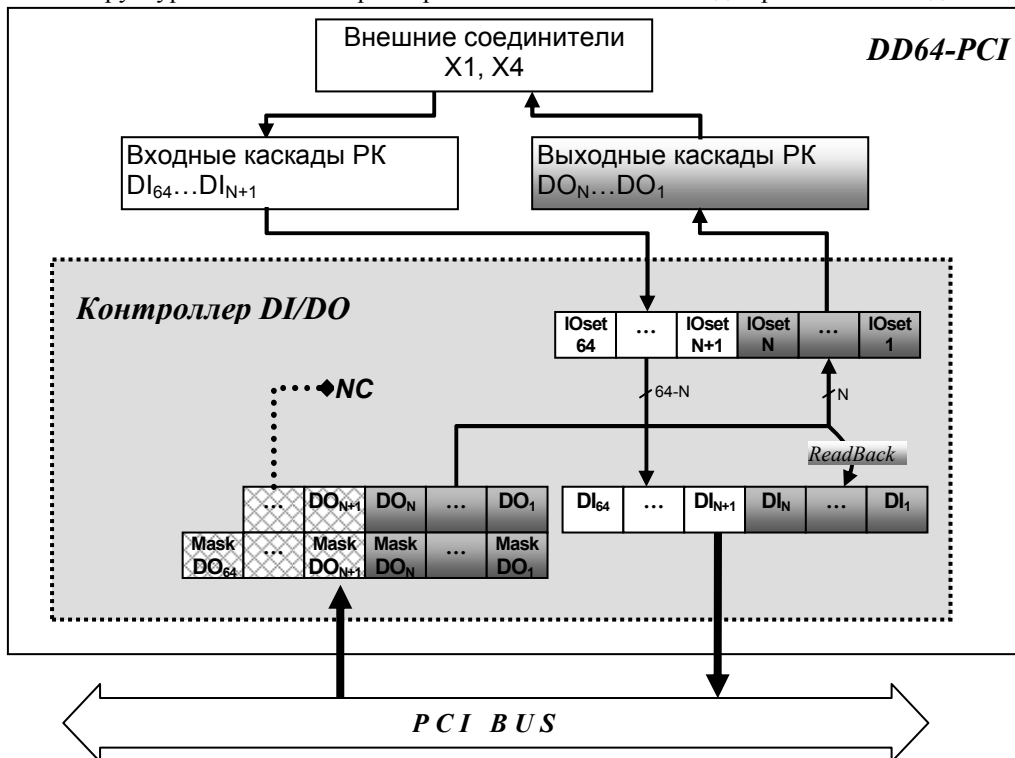 Внешние соединители
X1, X4
DD64-PCI
Входные каскады РК
DI64…DIN+1
Выходные каскады РК
DON…DO1
Контроллер DI/DO
IOset 64
…
IOset N+1
IOset N
…
IOset 1
NC
64-N
N
ReadBack
…
DON+1
DON
…
DO1
DI64
…
DIN+1
DIN
…
DI1
Mask DO64
…
Mask DON+1
Mask DON
…
Mask DO1
PCI BUS